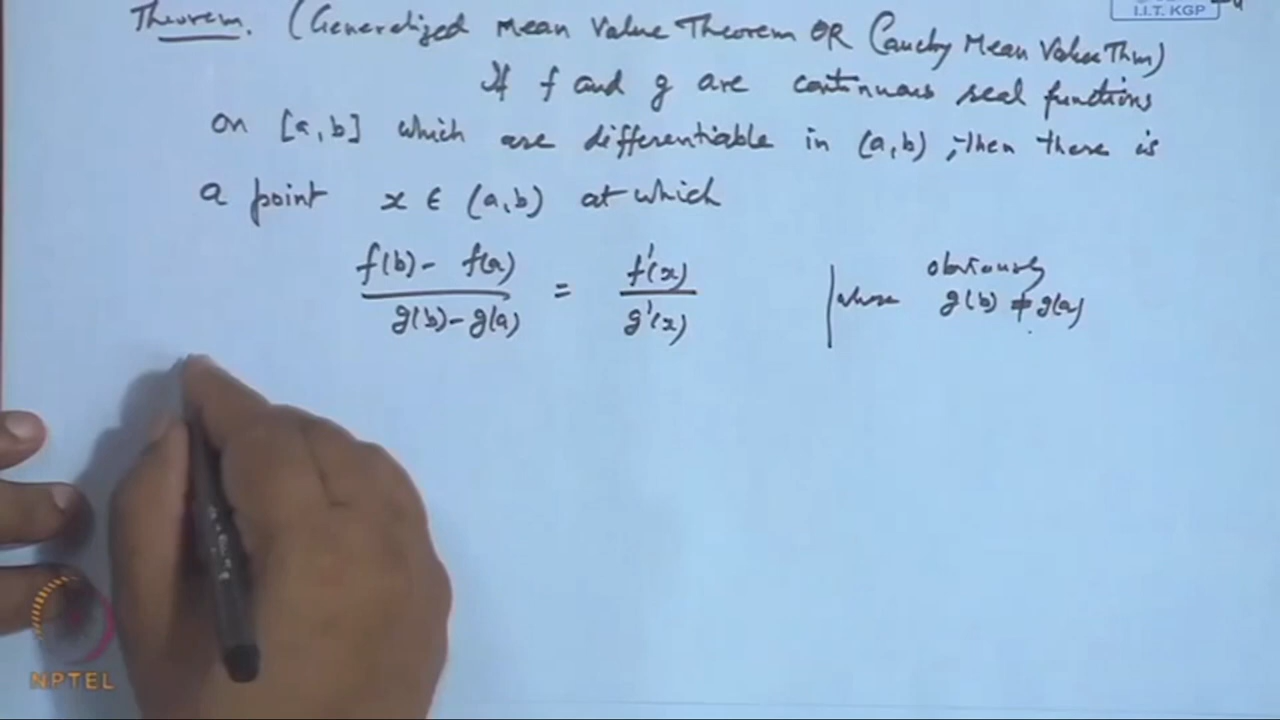 I.I.T. KGP
Theorem. (Generalized Mean Value Theorem OR Cauchy Mean Value Thm)
If f and g are continuous real functions
on [a,b] which are differentiable in (a,b), then there is
a point x ∈ (a,b) at which
f(b) - f(a) / g(b) - g(a) = f'(x) / g'(x) | where obviously g(b) ≠ g(a)
NPTEL